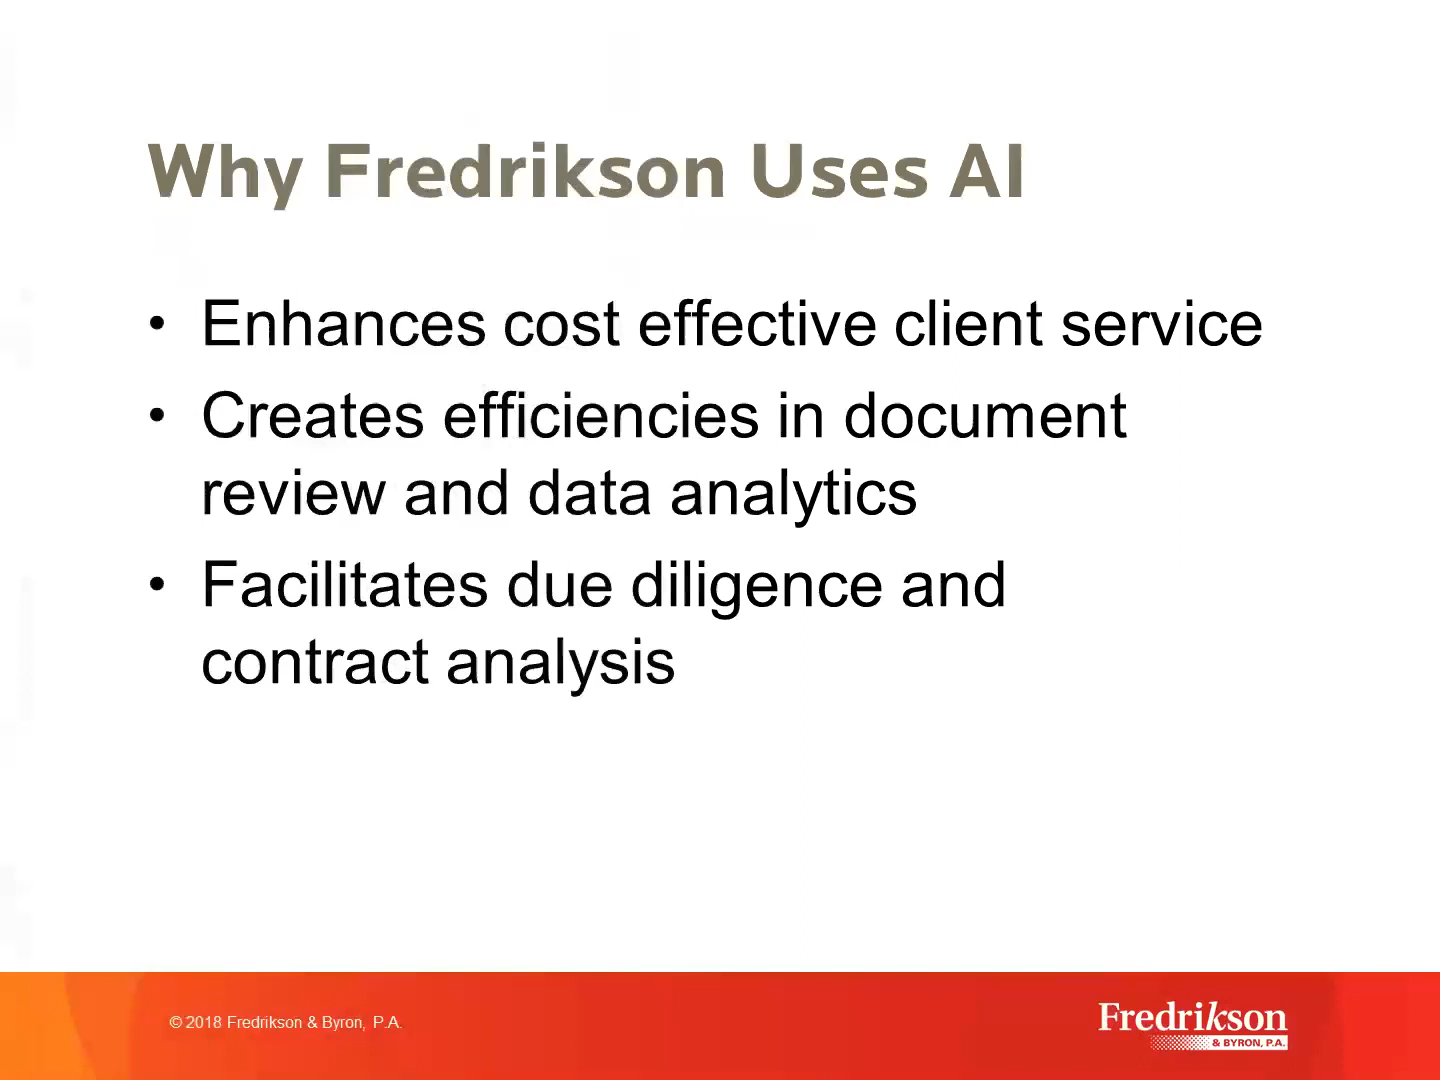 Why Fredrikson Uses AI
• Enhances cost effective client service
• Creates efficiencies in document
review and data analytics
• Facilitates due diligence and
contract analysis
© 2018 Fredrikson & Byron, P.A.
Fredrikson
& BYRON, P.A.